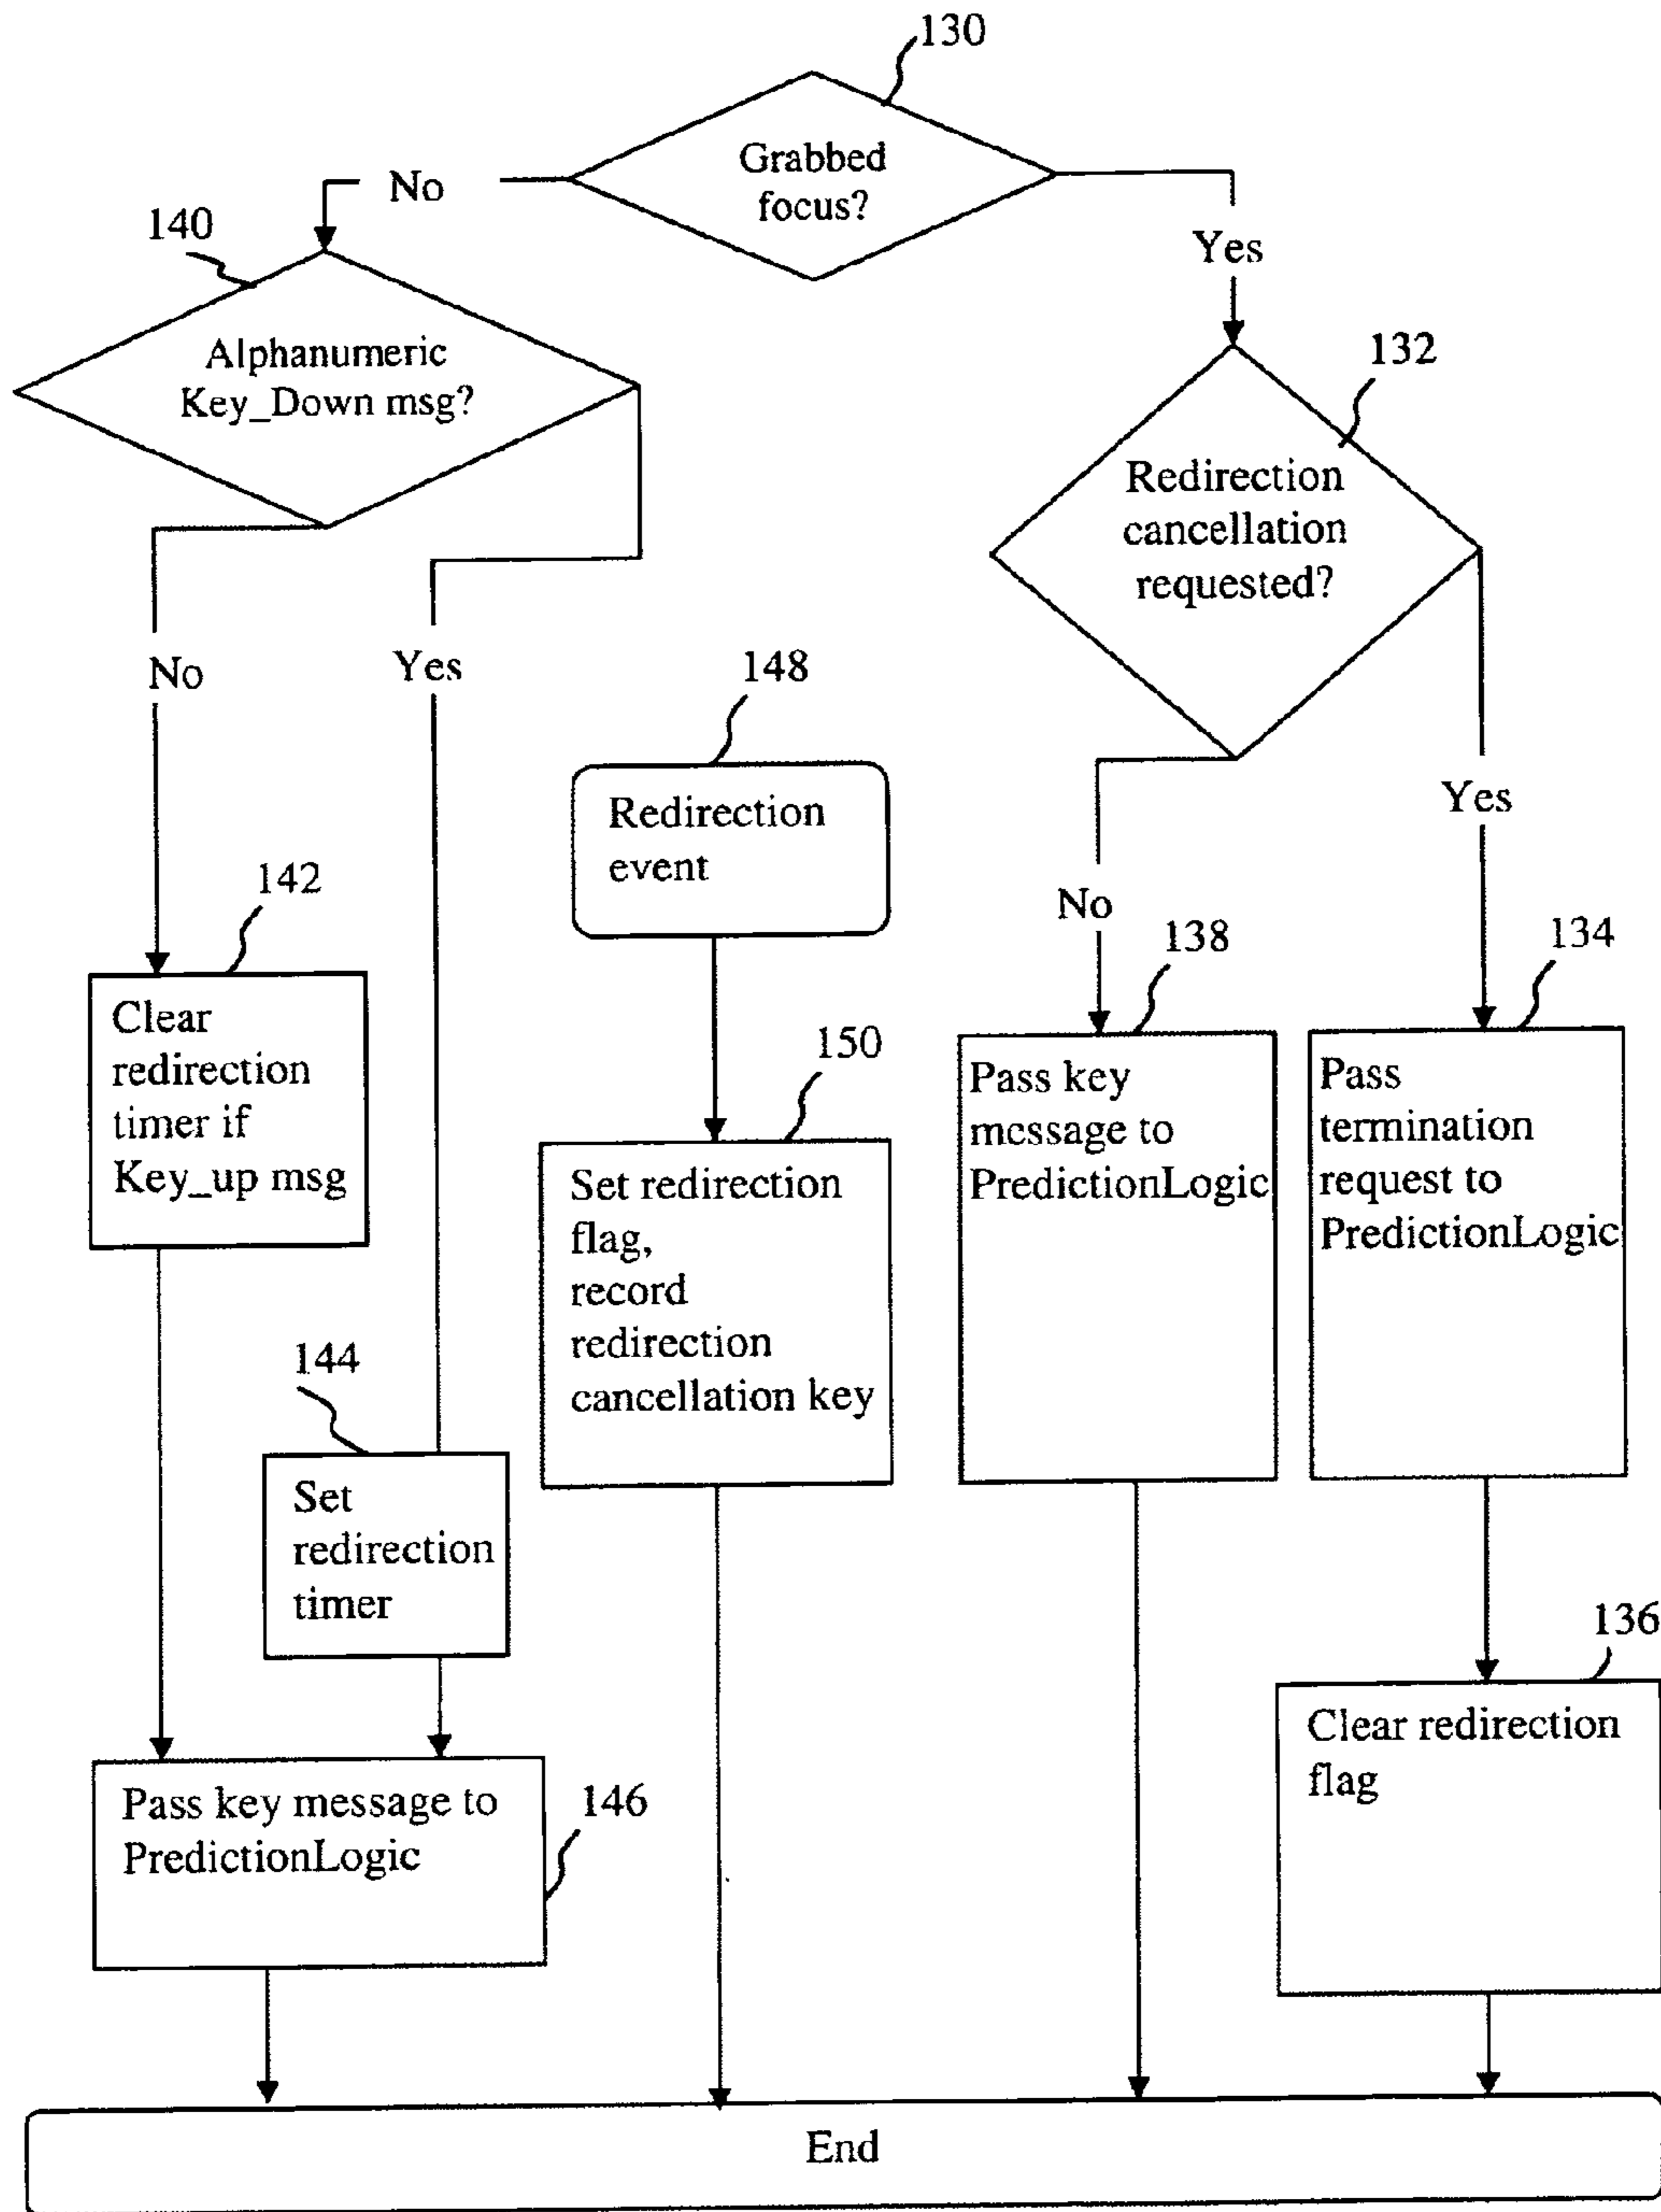 130
Grabbed
focus?
No
Yes
140
Alphanumeric
Key_Down msg?
132
Redirection
cancellation
requested?
No
Yes
148
Redirection
event
Yes
142
No
138
134
Clear
redirection
timer if
Key_up msg
150
Pass key
message to
PredictionLogic
Pass
termination
request to
PredictionLogic
Set redirection
flag,
record
redirection
cancellation key
144
Set
redirection
timer
136
Clear redirection
flag
Pass key message to
PredictionLogic
146
End